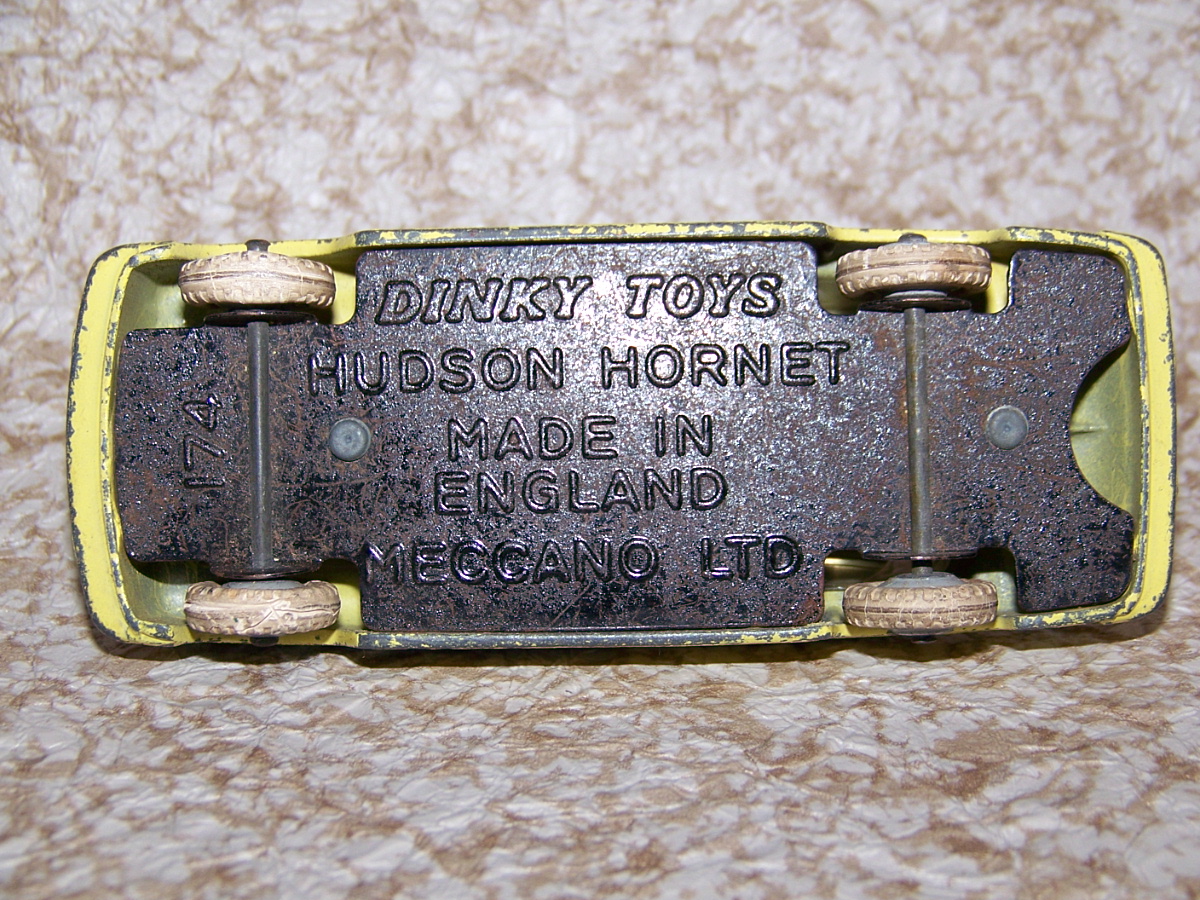 DINKY TOYS
HUDSON HORNET
174
MADE IN
ENGLAND
MECCANO LTD